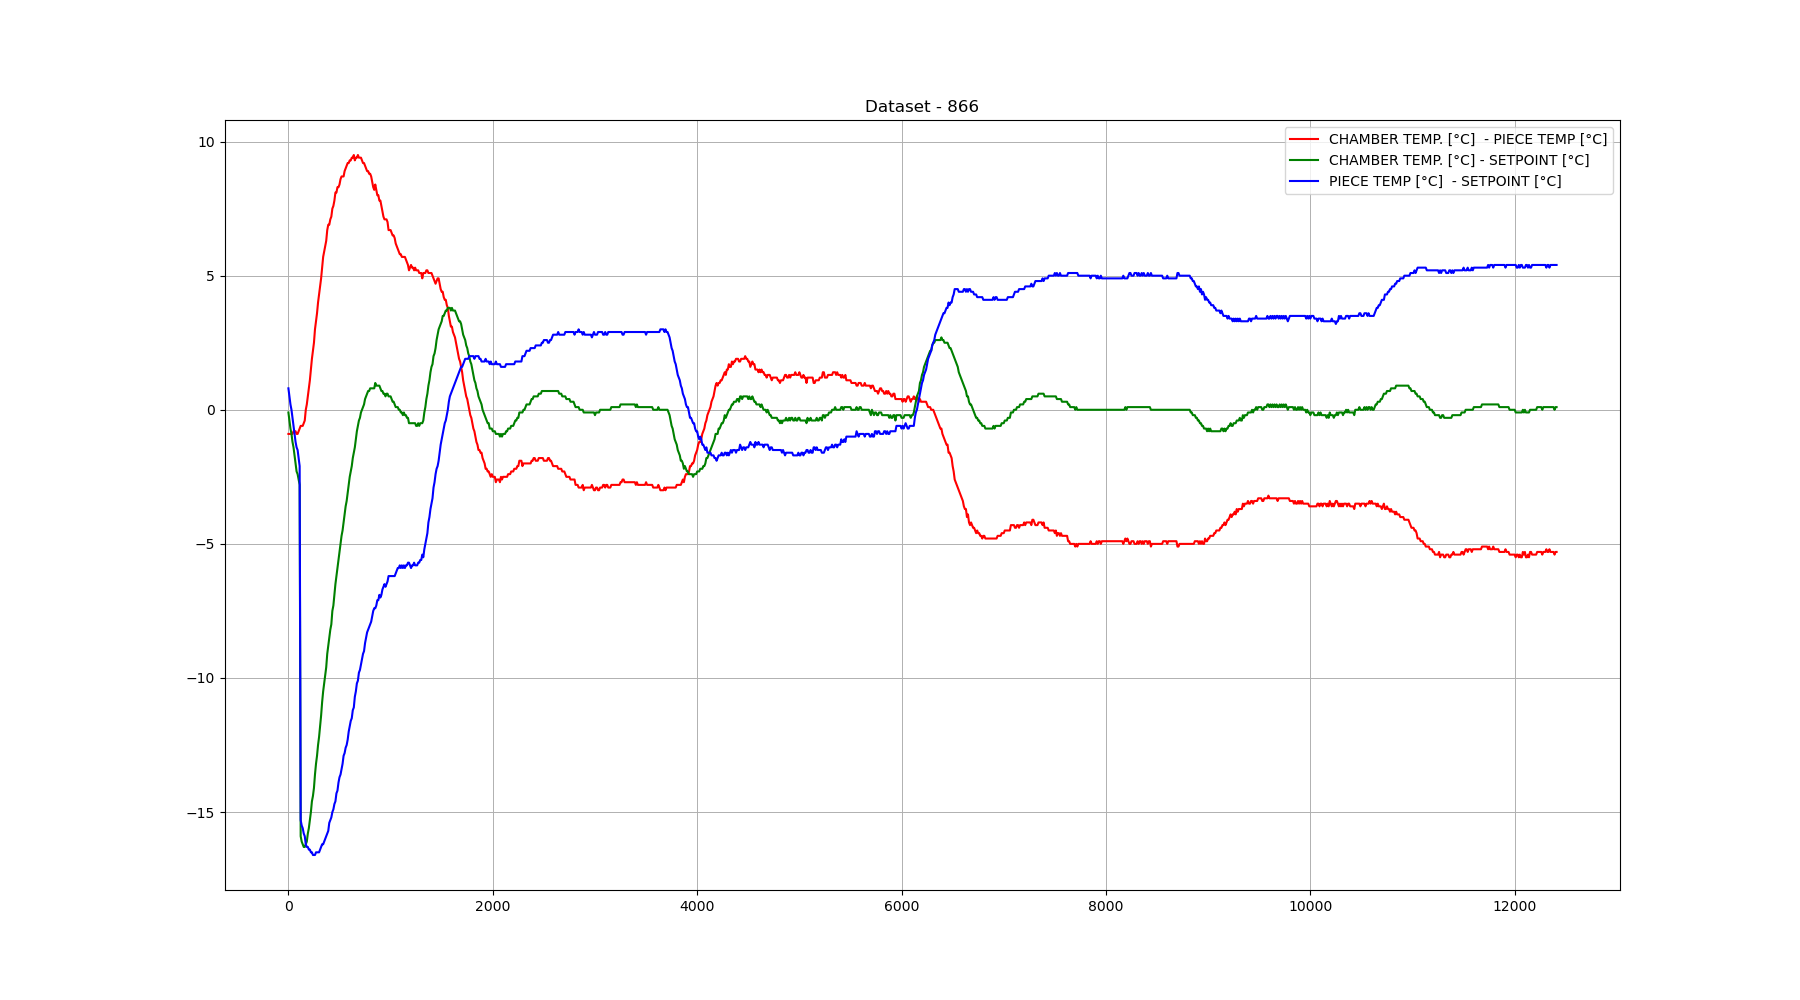 Dataset - 866
CHAMBER TEMP. [°C]  - PIECE TEMP [°C]
CHAMBER TEMP. [°C] - SETPOINT [°C]
PIECE TEMP [°C]  - SETPOINT [°C]
10
5
0
−5
−10
−15
0 2000 4000 6000 8000 10000 12000